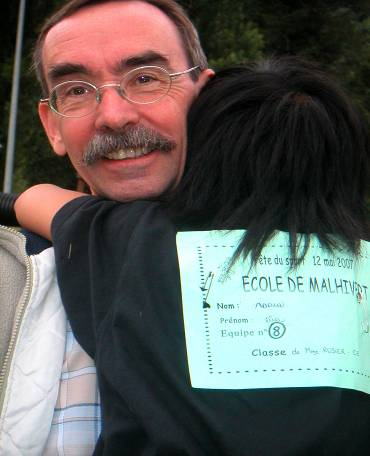 Fête du sport 12 mai 2007
ECOLE DE MALHIVERT
Nom :
Prénom :
Equipe n° 8
Classe de Mme ROSIER - CE